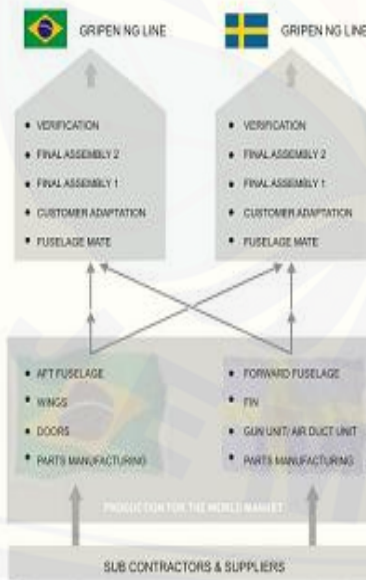 GRIPEN NG LINE
• VERIFICATION
• FINAL ASSEMBLY 2
• FINAL ASSEMBLY 1
• CUSTOMER ADAPTATION
• FUSELAGE MATE
GRIPEN NG LINE
• VERIFICATION
• FINAL ASSEMBLY 2
• FINAL ASSEMBLY 1
• CUSTOMER ADAPTATION
• FUSELAGE MATE
• AFT FUSELAGE
• WINGS
• DOORS
• PARTS MANUFACTURING
• FORWARD FUSELAGE
• FIN
• GUN UNIT/ AIR DUCT UNIT
• PARTS MANUFACTURING
PRODUCTION FOR THE WORLD MARKET
SUB CONTRACTORS & SUPPLIERS